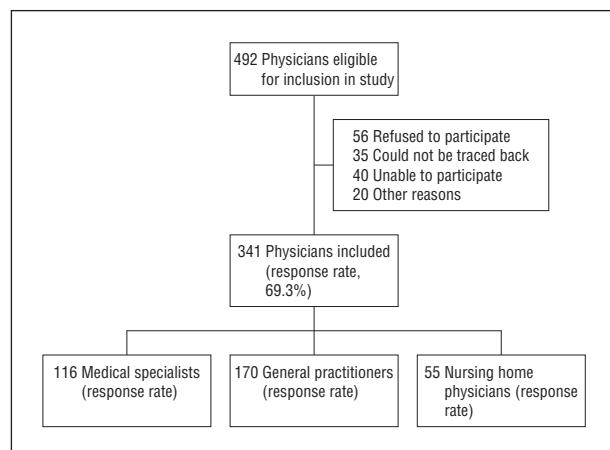 492 Physicians eligible
for inclusion in study
56 Refused to participate
35 Could not be traced back
40 Unable to participate
20 Other reasons
341 Physicians included
(response rate,
69.3%)
116 Medical specialists
(response rate)
170 General practitioners
(response rate)
55 Nursing home
physicians (response
rate)